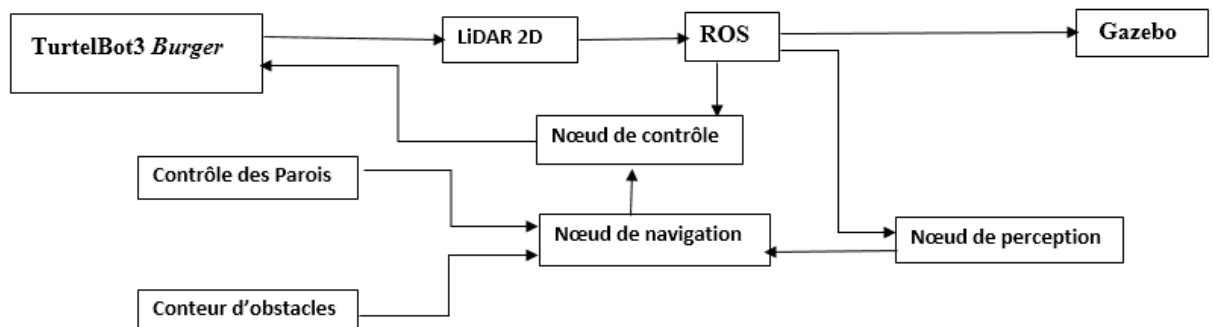 TurtelBot3 Burger
LiDAR 2D
ROS
Gazebo
Nœud de contrôle
Contrôle des Parois
Nœud de navigation
Nœud de perception
Conteur d’obstacles